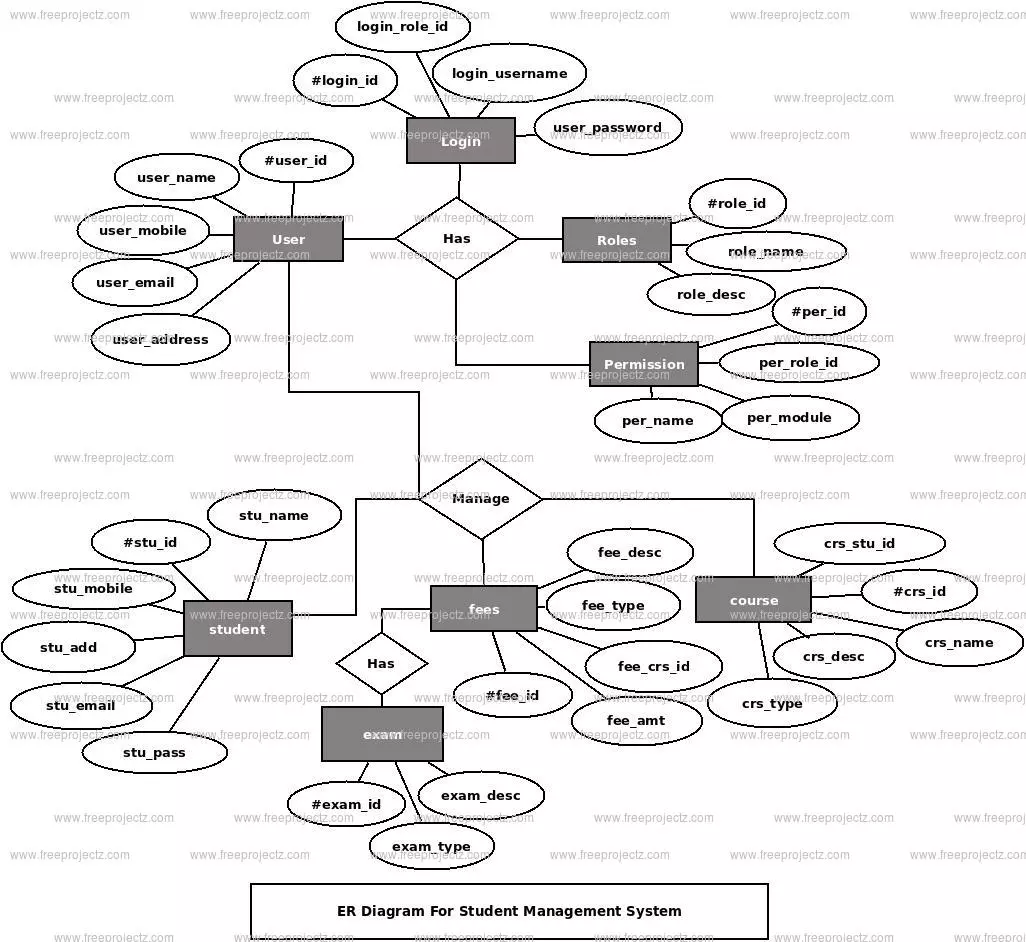 login_role_id
#login_id
login_username
user_password
Login
user_name
#user_id
user_mobile
User
user_email
user_address
Has
Roles
#role_id
role_name
role_desc
#per_id
Permission
per_role_id
per_name
per_module
Manage
stu_name
#stu_id
stu_mobile
student
stu_add
stu_email
stu_pass
fee_desc
fees
fee_type
fee_crs_id
#fee_id
fee_amt
crs_stu_id
course
#crs_id
crs_name
crs_desc
crs_type
Has
exam
#exam_id
exam_desc
exam_type
ER Diagram For Student Management System
www.freeprojectz.com